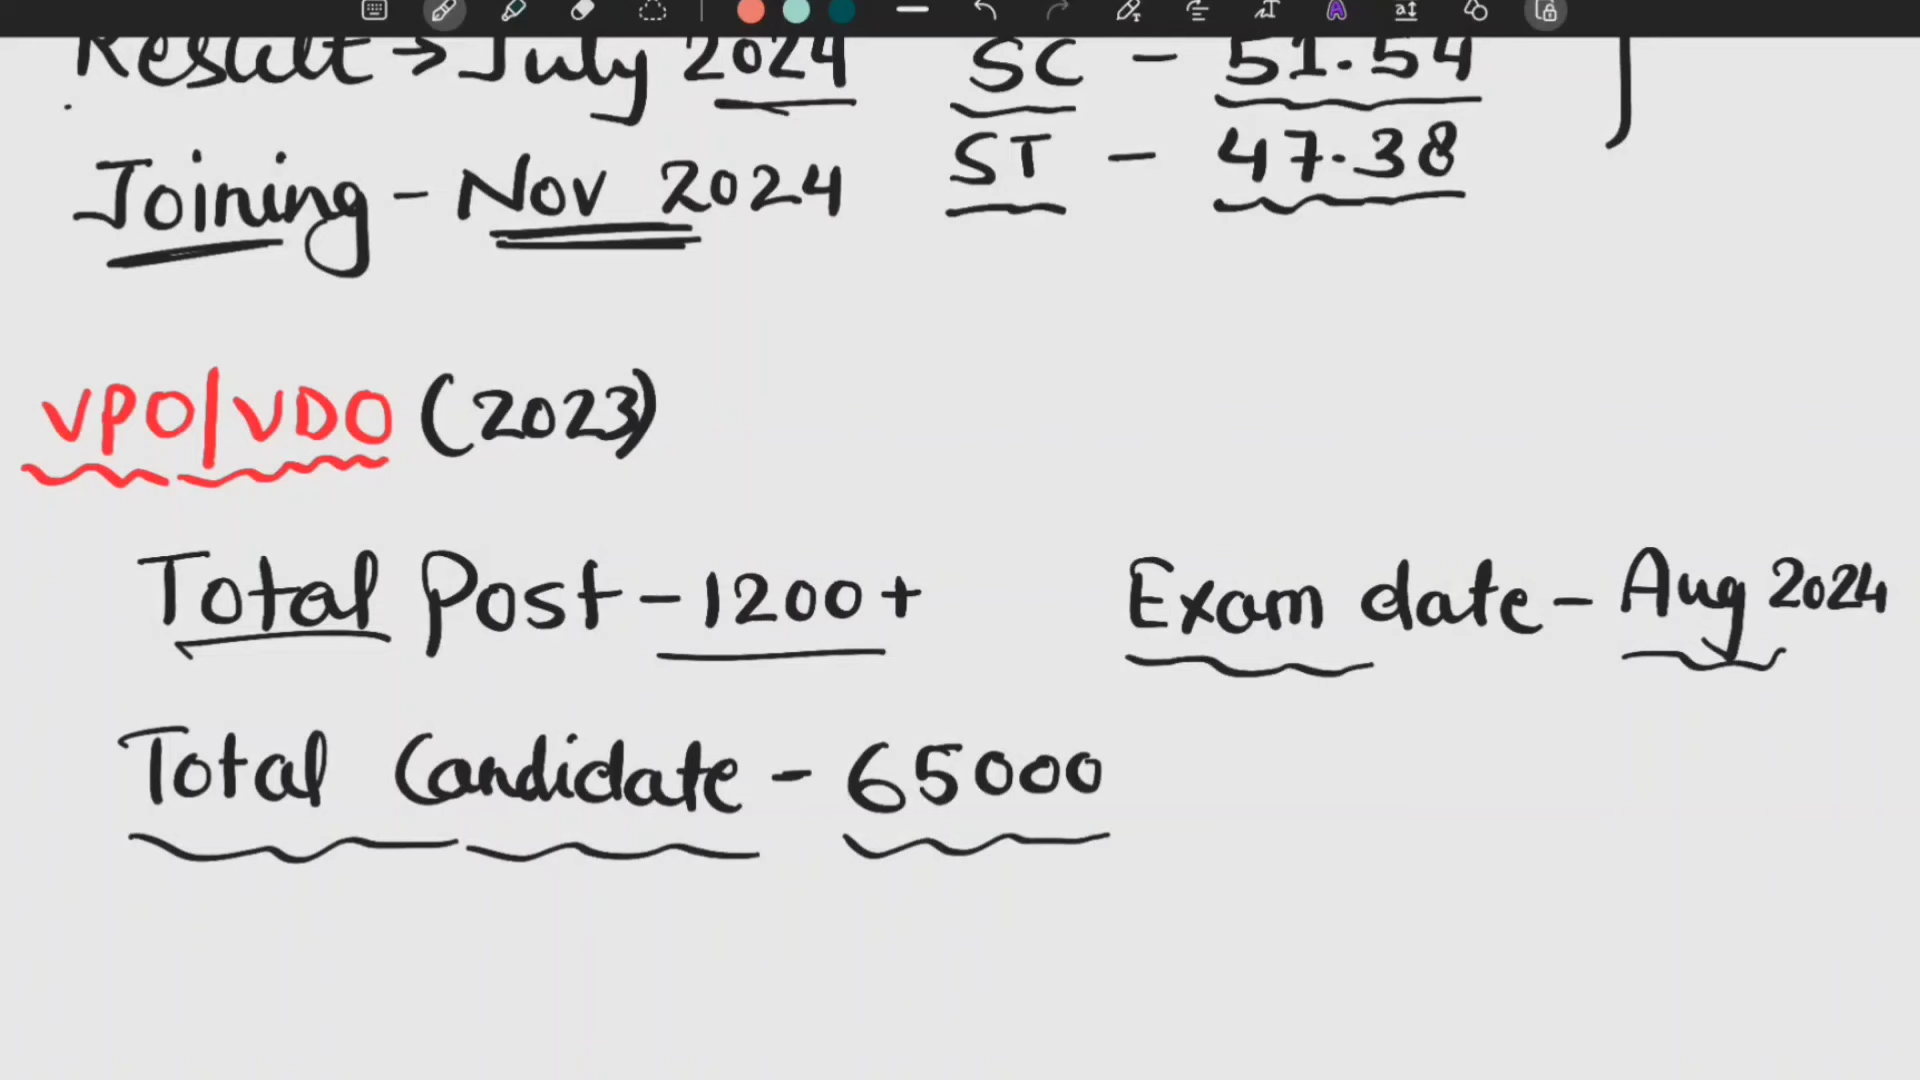 Result → July 2024 SC - 51.54
Joining - Nov 2024 ST - 47.38
VPO/VDO (2023)
Total Post - 1200+ Exam date - Aug 2024
Total Candidate - 65000